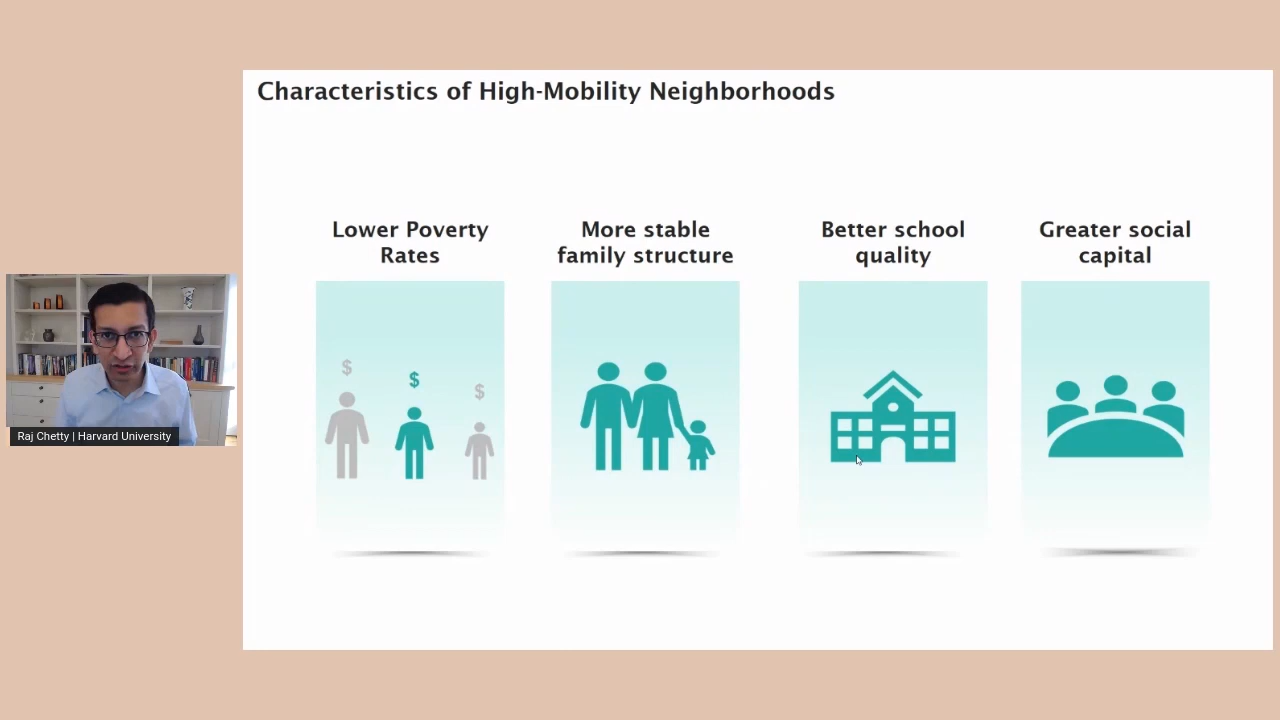 Characteristics of High-Mobility Neighborhoods
Lower Poverty
Rates
More stable
family structure
Better school
quality
Greater social
capital
$
$
$
Raj Chetty | Harvard University